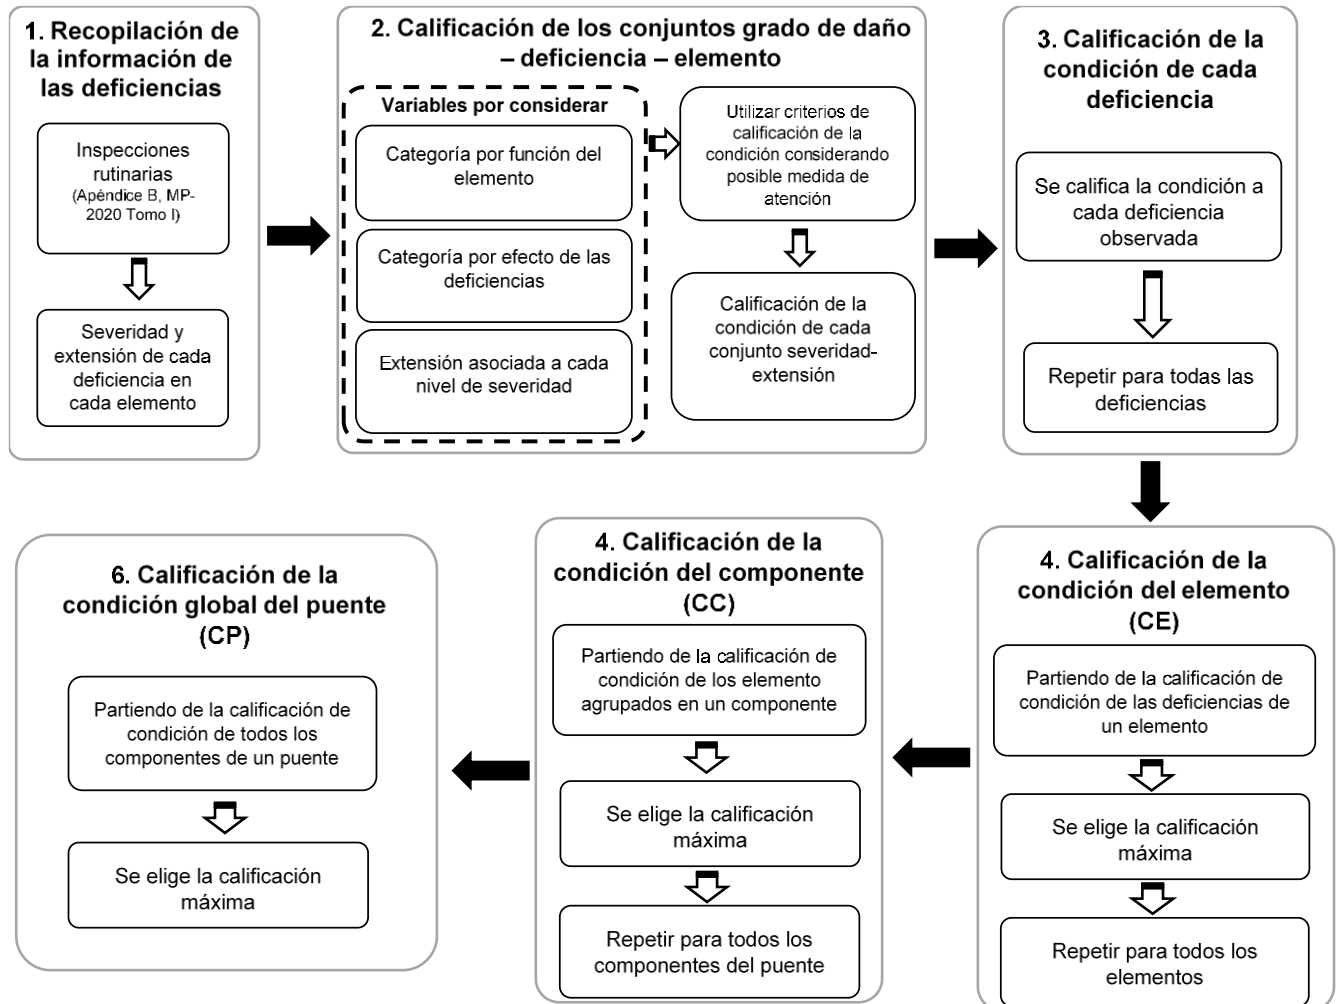 1. Recopilación de
la información de
las deficiencias
Inspecciones
rutinarias
(Apéndice B, MP-
2020 Tomo I)
Severidad y
extensión de cada
deficiencia en
cada elemento
2. Calificación de los conjuntos grado de daño
– deficiencia – elemento
Variables por considerar
Categoría por función del
elemento
Categoría por efecto de las
deficiencias
Extensión asociada a cada
nivel de severidad
Utilizar criterios de
calificación de la
condición considerando
posible medida de
atención
Calificación de la
condición de cada
conjunto severidad-
extensión
3. Calificación de la
condición de cada
deficiencia
Se califica la condición a
cada deficiencia
observada
Repetir para todas las
deficiencias
4. Calificación de la
condición del elemento
(CE)
Partiendo de la calificación de
condición de las deficiencias de
un elemento
Se elige la calificación
máxima
Repetir para todos los
elementos
4. Calificación de la
condición del componente
(CC)
Partiendo de la calificación de
condición de los elemento
agrupados en un componente
Se elige la calificación
máxima
Repetir para todos los
componentes del puente
6. Calificación de la
condición global del puente
(CP)
Partiendo de la calificación de
condición de todos los
componentes de un puente
Se elige la calificación
máxima